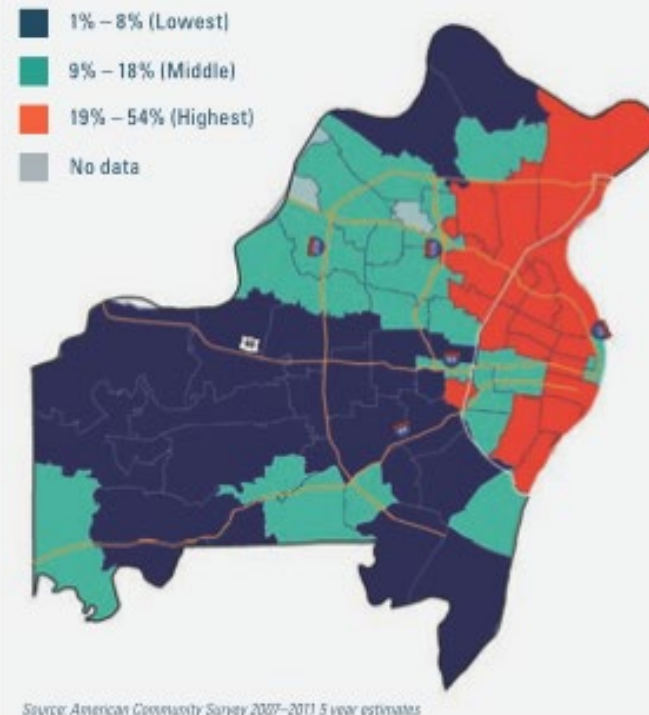 1% – 8% (Lowest)
9% – 18% (Middle)
19% – 54% (Highest)
No data
Source: American Community Survey 2007–2011 5 year estimates